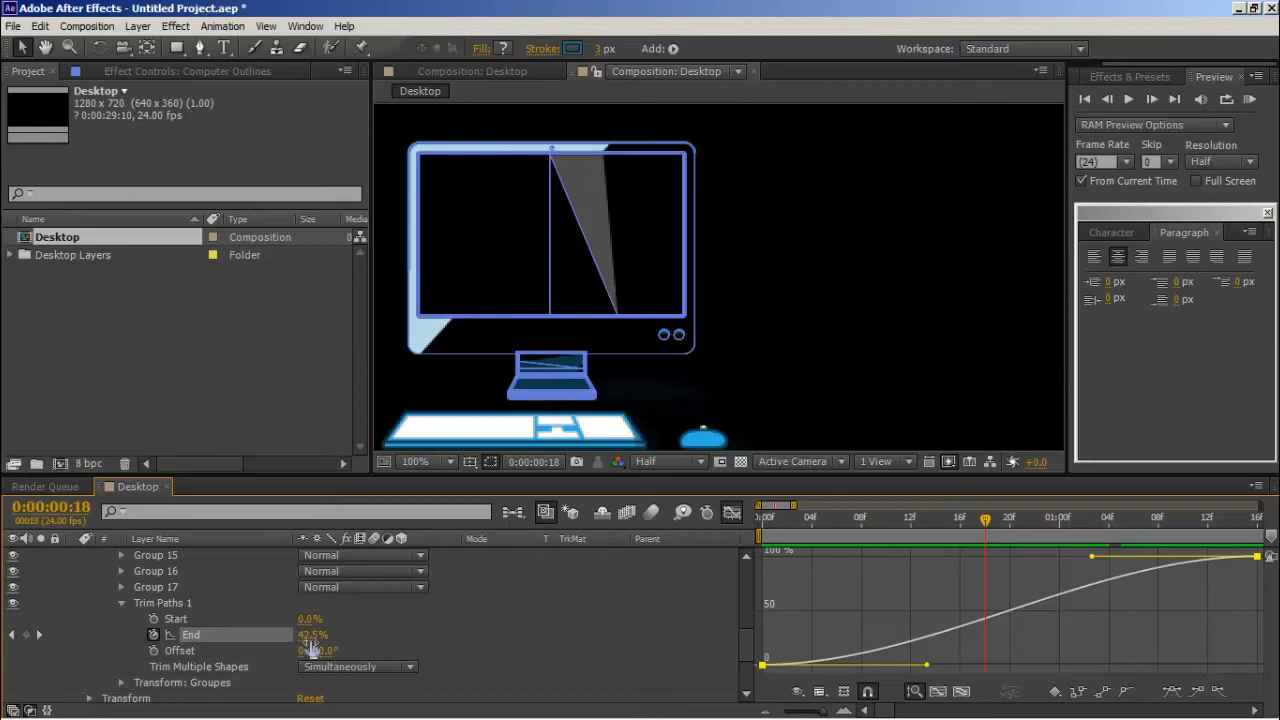 Adobe After Effects - Untitled Project.aep *
File Edit Composition Layer Effect Animation View Window Help
Fill: ? Stroke: 3 px Add: Workspace: Standard
Project Effect Controls: Computer Outlines Composition: Desktop Composition: Desktop Effects & Presets Preview
Desktop
1280 x 720 (640 x 360) (1.00)
? 0:00:29:10, 24.00 fps
Desktop
RAM Preview Options
Frame Rate Skip Resolution
(24) 0 Half
From Current Time Full Screen
Name Type Size Media
Desktop Composition
Desktop Layers Folder
Character Paragraph
0 px 0 px 0 px
0 px 0 px
8 bpc 100% 0:00:00:18 Half Active Camera 1 View +0.0
Render Queue Desktop
0:00:00:18
00018 (24.00 fps)
Layer Name Mode T TrkMat Parent
0:00f 04f 08f 12f 16f 20f 01:00f 04f 08f 12f 16f
Group 15 Normal
Group 16 Normal
Group 17 Normal
Trim Paths 1
Start 0.0%
End 42.5%
Offset
Trim Multiple Shapes Simultaneously
Transform: Groupes
Transform Reset
100 %
50
0